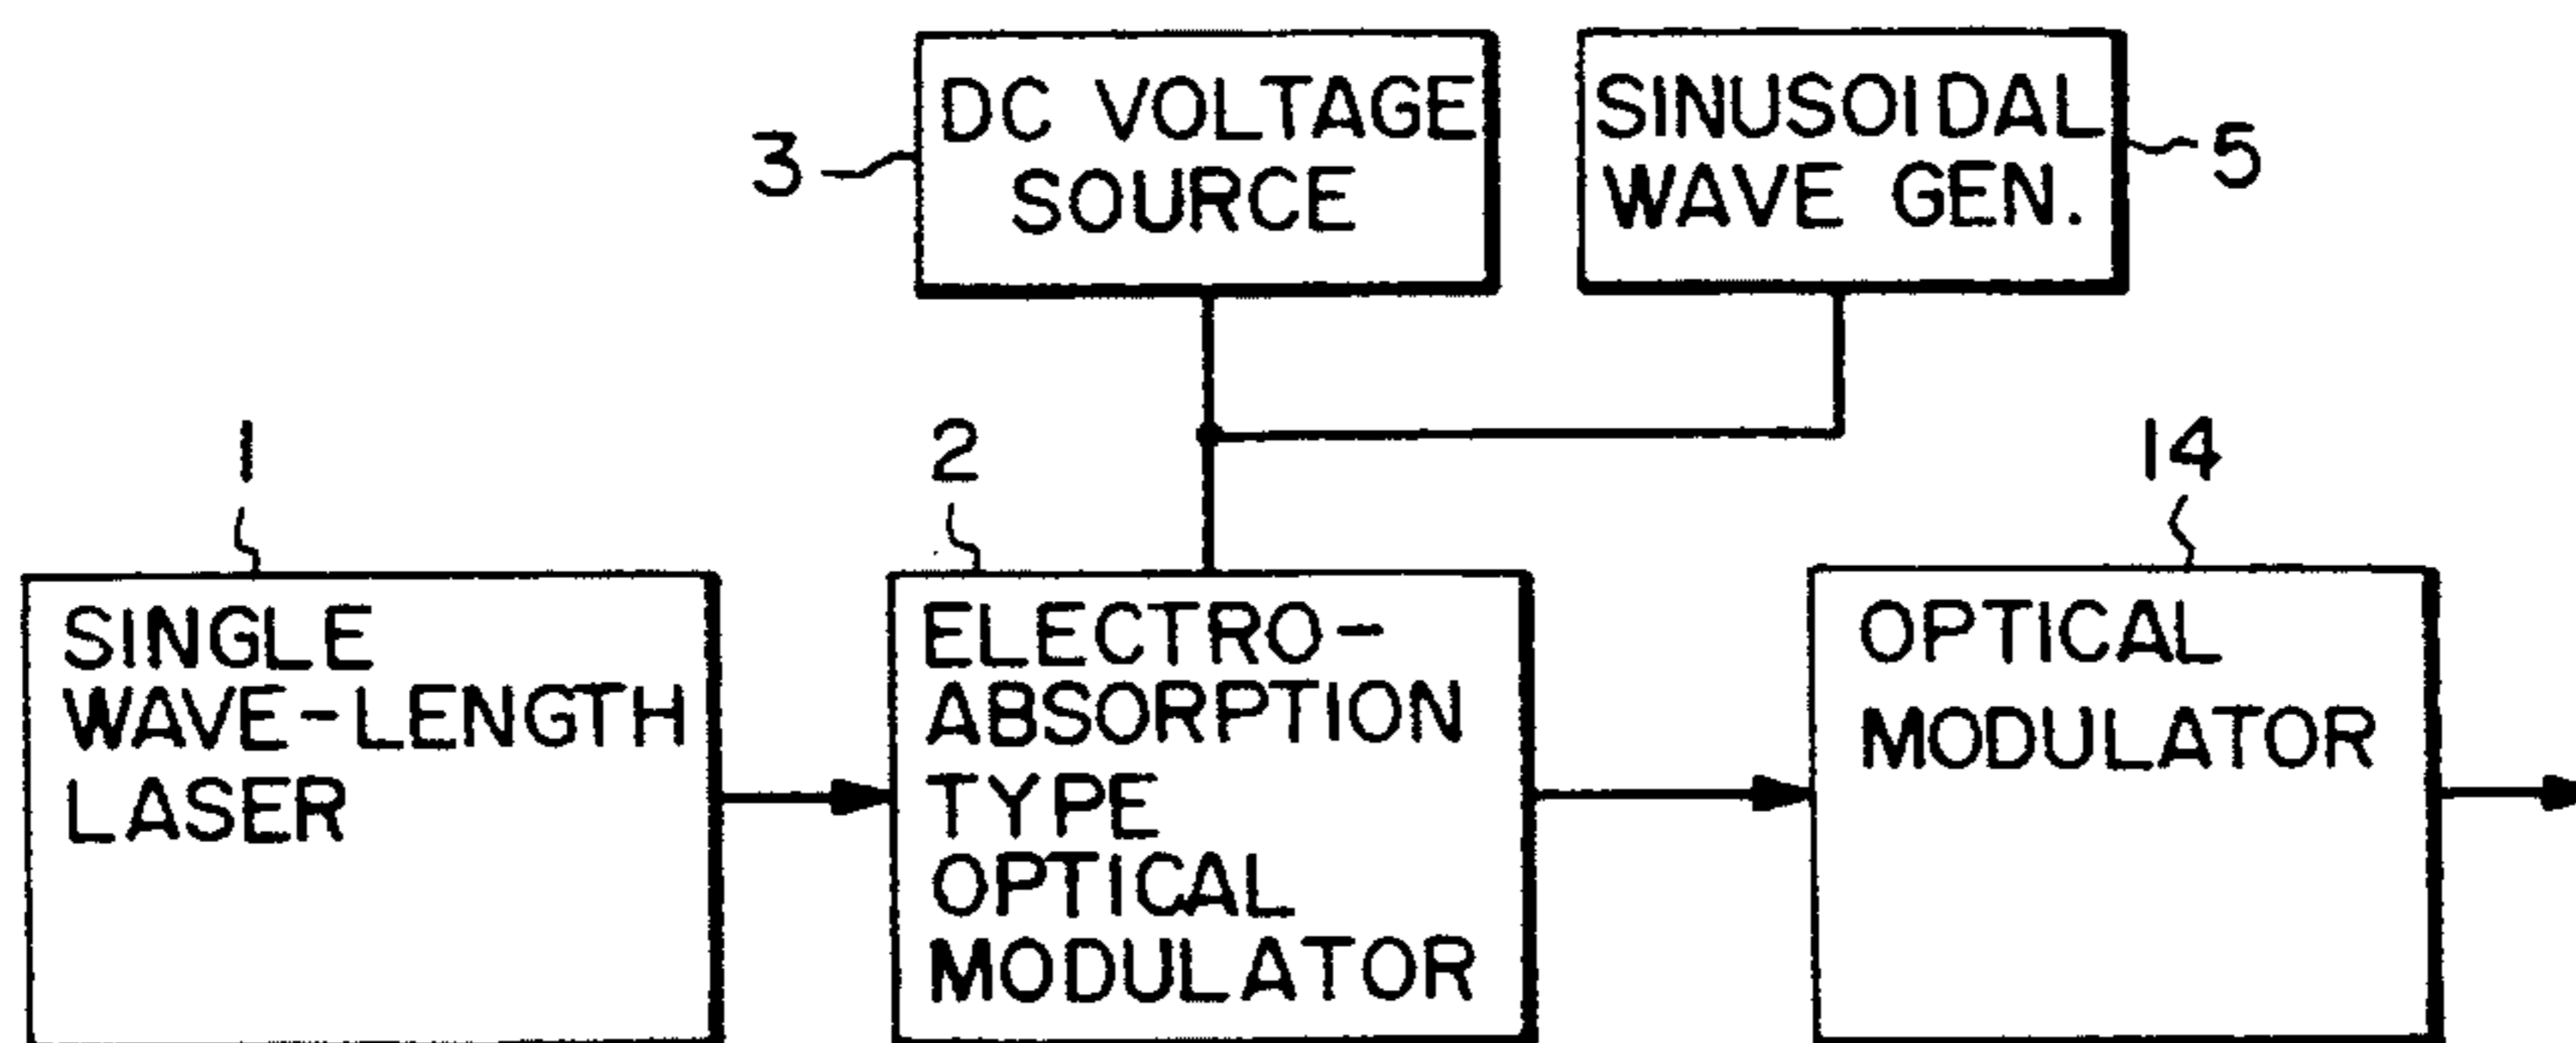 3
DC VOLTAGE
SOURCE
SINUSOIDAL
WAVE GEN.
5
1
SINGLE
WAVE-LENGTH
LASER
2
ELECTRO-
ABSORPTION
TYPE
OPTICAL
MODULATOR
14
OPTICAL
MODULATOR